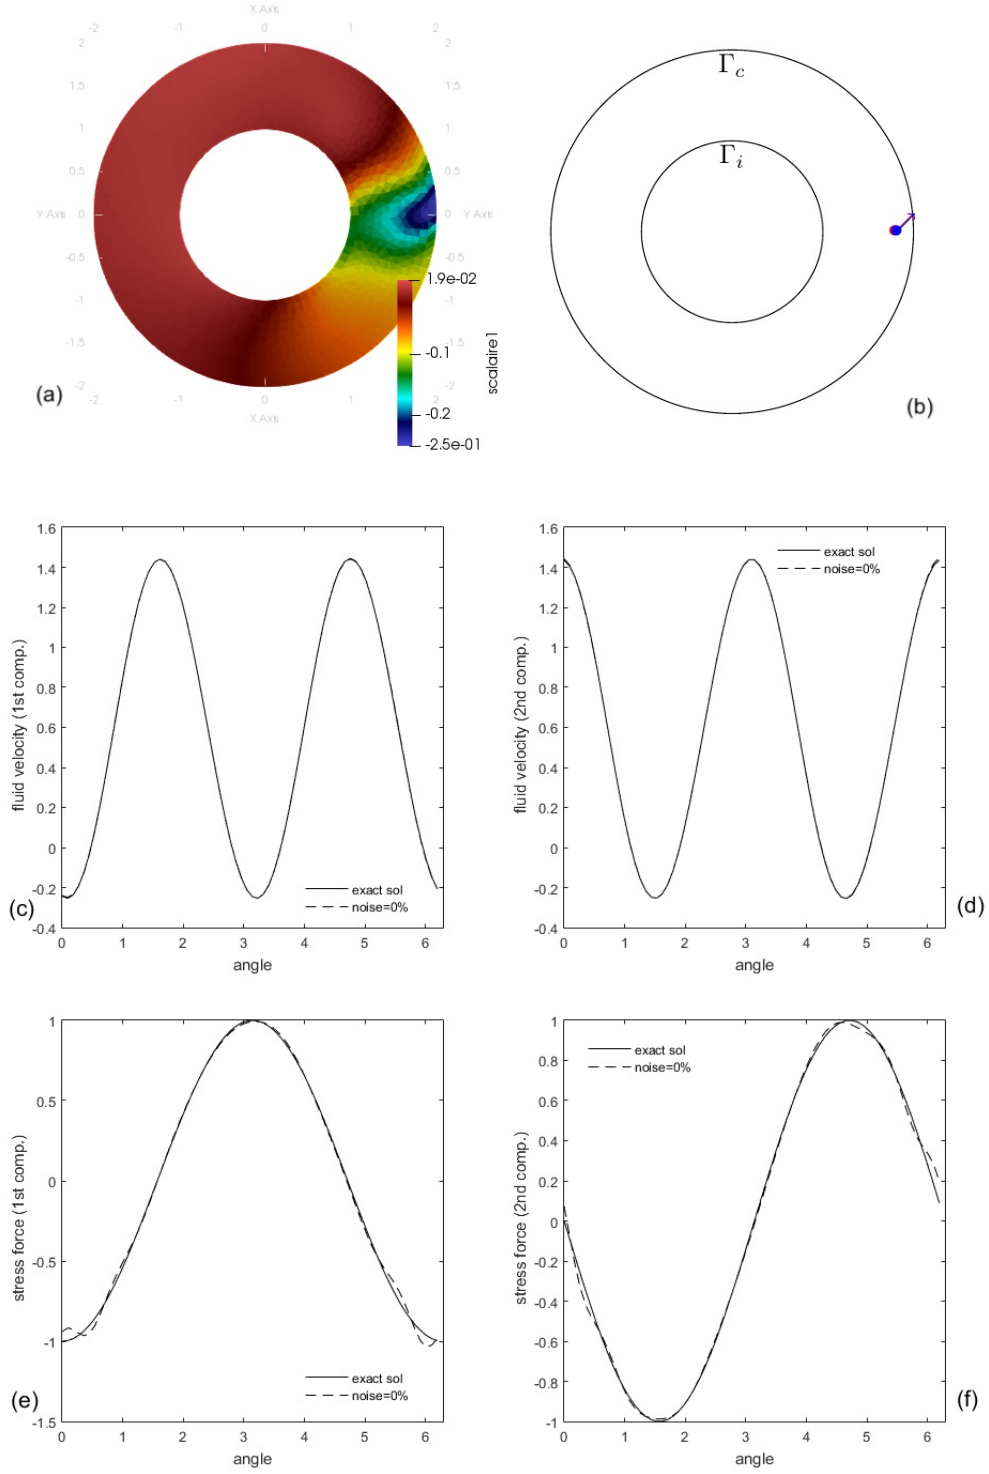 X Axis
-2 -1 0 1 2
2 2
1.5 1.5
1 1
0.5 0.5
Y Axis 0 0 Y Axis
-0.5 -0.5
-1 -1
-1.5 -1.5
-2 -2
-2 -1 0 1 2
X Axis
1.9e-02
-0.1
-0.2
-2.5e-01
scalaire1
(a)
Γc
Γi
(b)
1.6
1.4
1.2
1
0.8
0.6
0.4
0.2
0
-0.2
-0.4
fluid velocity (1st comp.)
exact sol
noise=0%
0 1 2 3 4 5 6
angle
(c)
1.6
1.4
1.2
1
0.8
0.6
0.4
0.2
0
-0.2
-0.4
fluid velocity (2nd comp.)
exact sol
noise=0%
0 1 2 3 4 5 6
angle
(d)
1
0.5
0
-0.5
-1
-1.5
stress force (1st comp.)
exact sol
noise=0%
0 1 2 3 4 5 6
angle
(e)
1
0.8
0.6
0.4
0.2
0
-0.2
-0.4
-0.6
-0.8
-1
stress force (2nd comp.)
exact sol
noise=0%
0 1 2 3 4 5 6
angle
(f)